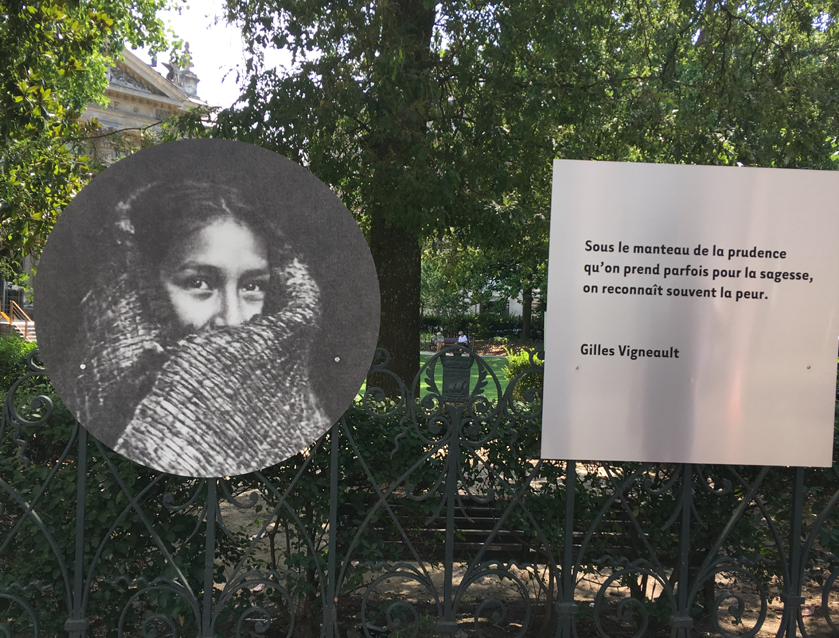 Sous le manteau de la prudence
qu'on prend parfois pour la sagesse,
on reconnaît souvent la peur.
Gilles Vigneault